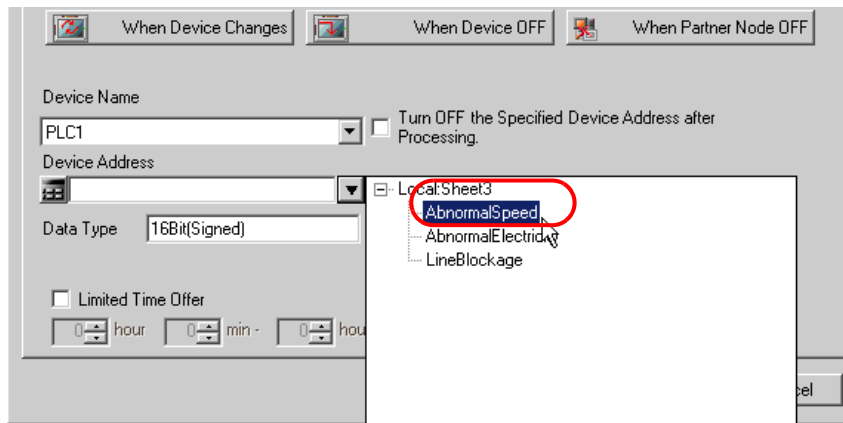 When Device Changes When Device OFF When Partner Node OFF
Device Name
PLC1
Turn OFF the Specified Device Address after
Processing.
Device Address
Local:Sheet3
AbnormalSpeed
Data Type 16Bit(Signed)
LineBlockage
Limited Time Offer
0 hour 0 min - 0